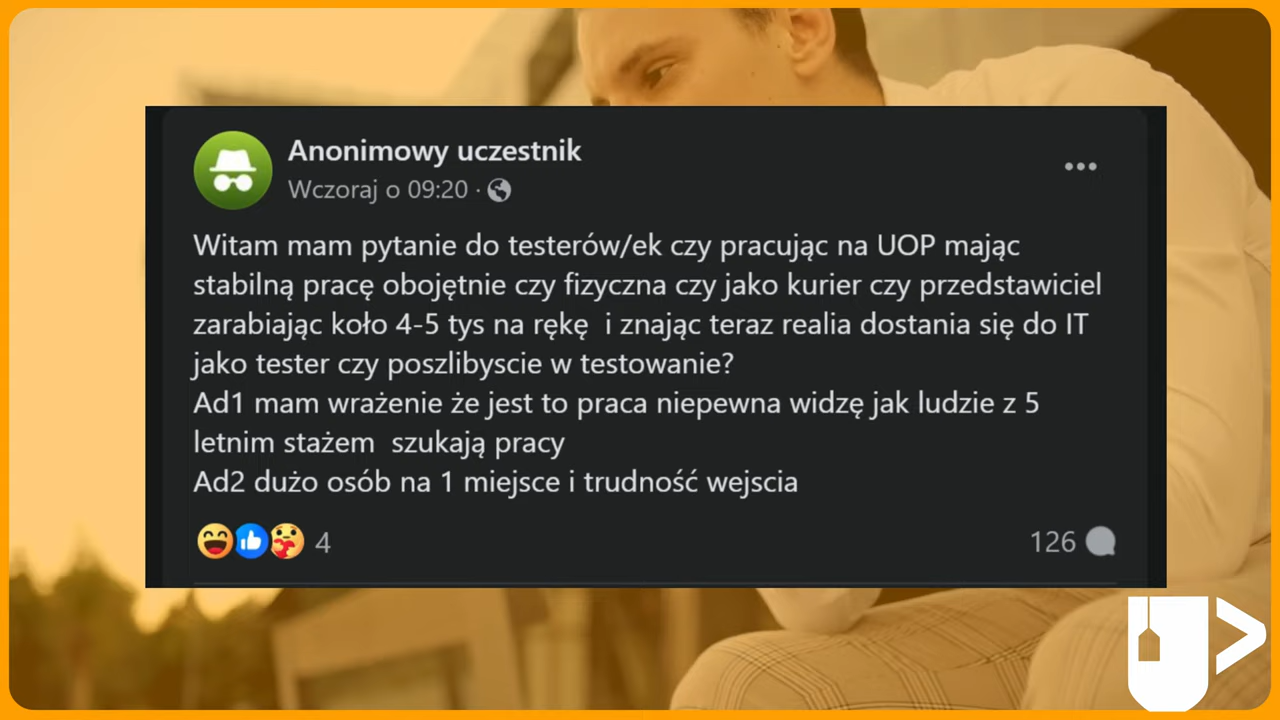 Anonimowy uczestnik
Wczoraj o 09:20 ·
Witam mam pytanie do testerów/ek czy pracując na UOP mając
stabilną pracę obojętnie czy fizyczna czy jako kurier czy przedstawiciel
zarabiając koło 4-5 tys na rękę  i znając teraz realia dostania się do IT
jako tester czy poszlibyscie w testowanie?
Ad1 mam wrażenie że jest to praca niepewna widzę jak ludzie z 5
letnim stażem  szukają pracy
Ad2 dużo osób na 1 miejsce i trudność wejscia
4
126